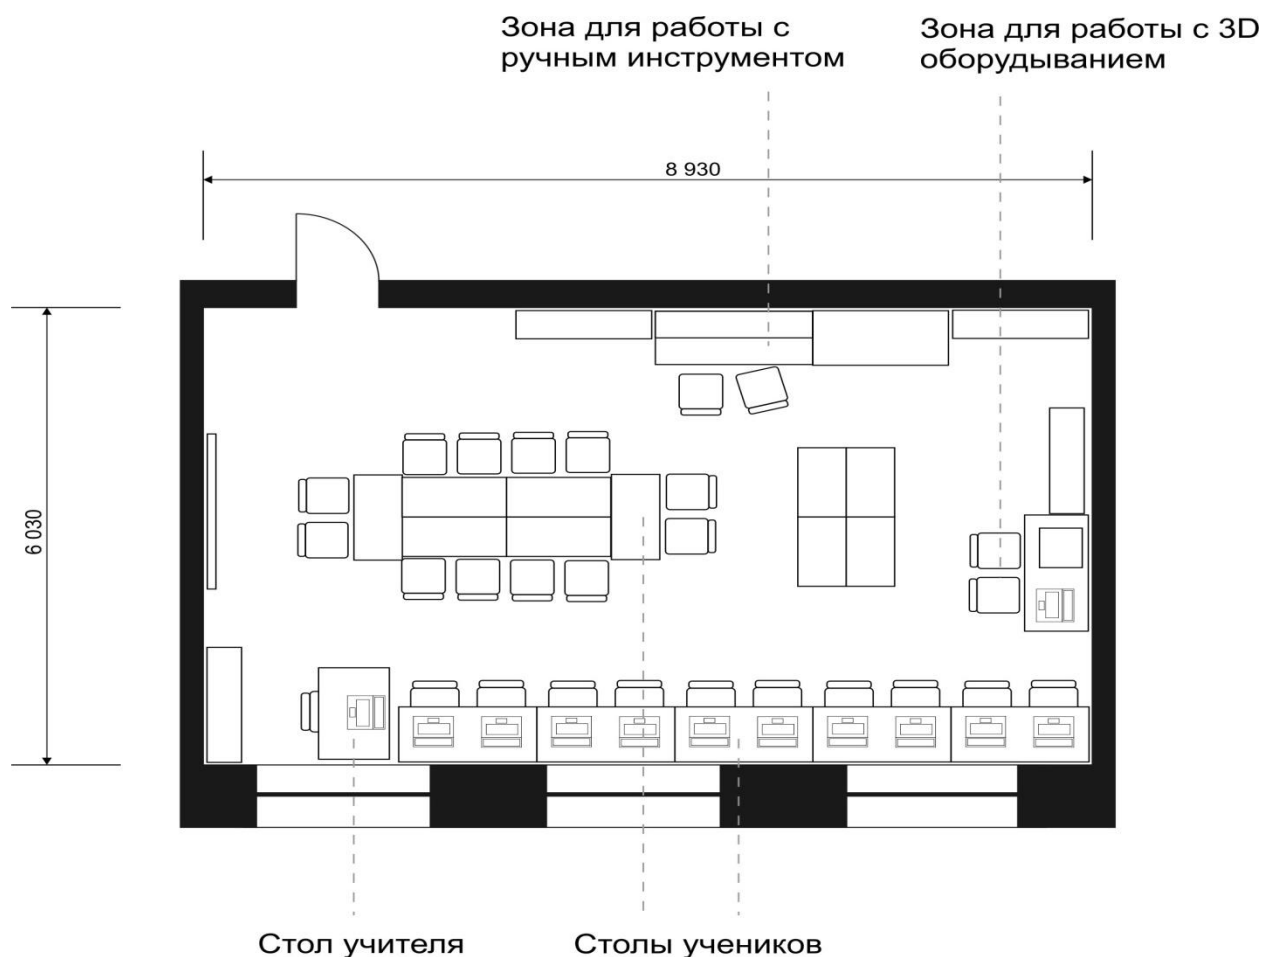 Зона для работы с
ручным инструментом
Зона для работы с 3D
оборудыванием
8 930
6 030
Стол учителя
Столы учеников